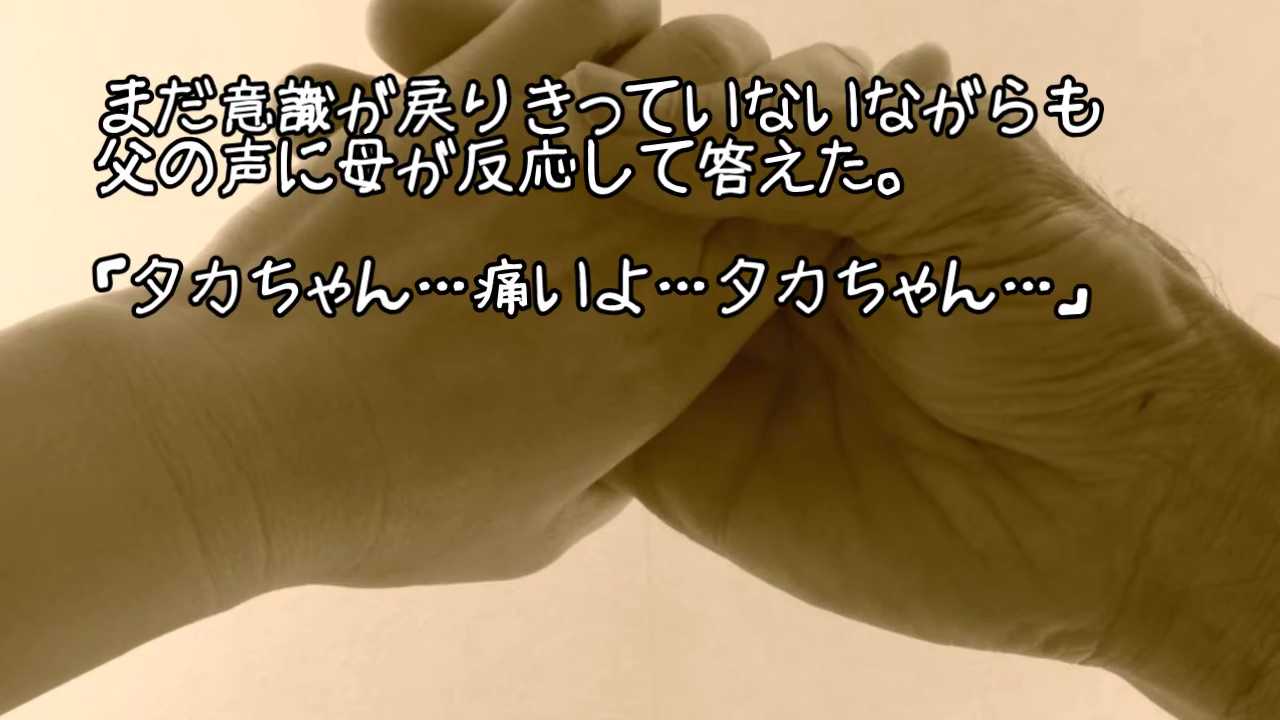 まだ意識が戻りきっていないながらも
父の声に母が反応して答えた。
『タカちゃん…痛いよ…タカちゃん…』